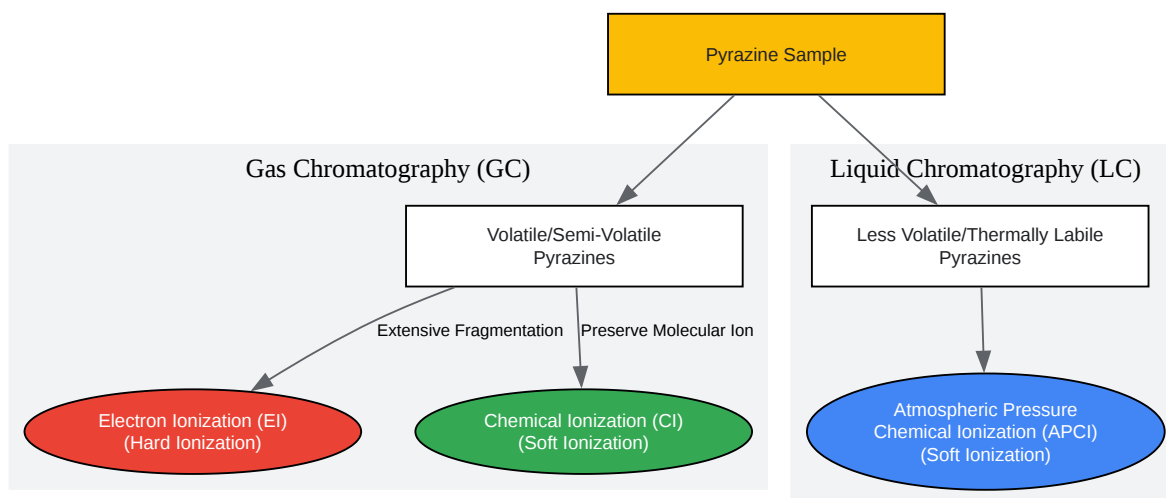 Pyrazine Sample
Gas Chromatography (GC)
Liquid Chromatography (LC)
Volatile/Semi-Volatile
Pyrazines
Less Volatile/Thermally Labile
Pyrazines
Extensive Fragmentation
Preserve Molecular Ion
Electron Ionization (EI)
(Hard Ionization)
Chemical Ionization (CI)
(Soft Ionization)
Atmospheric Pressure
Chemical Ionization (APCI)
(Soft Ionization)